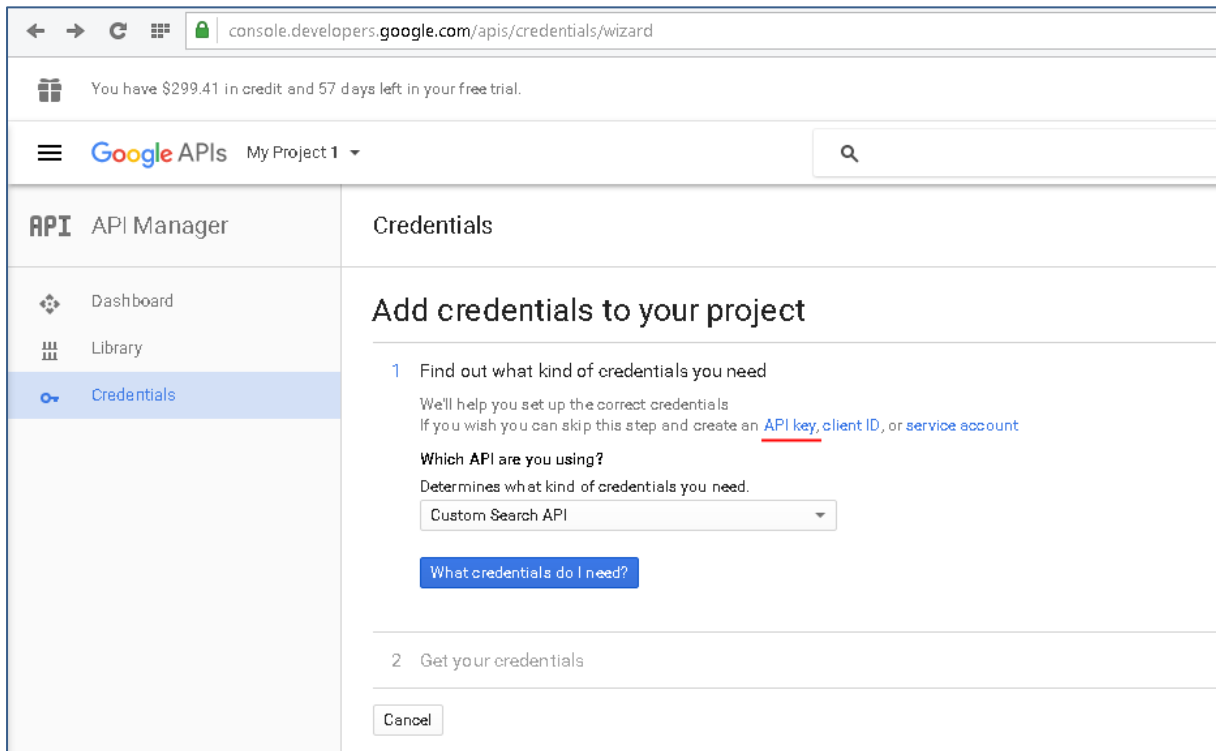 console.developers.google.com/apis/credentials/wizard
You have $299.41 in credit and 57 days left in your free trial.
Google APIs My Project 1
API API Manager
Credentials
Dashboard
Library
Credentials
Add credentials to your project
1 Find out what kind of credentials you need
We'll help you set up the correct credentials
If you wish you can skip this step and create an API key, client ID, or service account
Which API are you using?
Determines what kind of credentials you need.
Custom Search API
What credentials do I need?
2 Get your credentials
Cancel